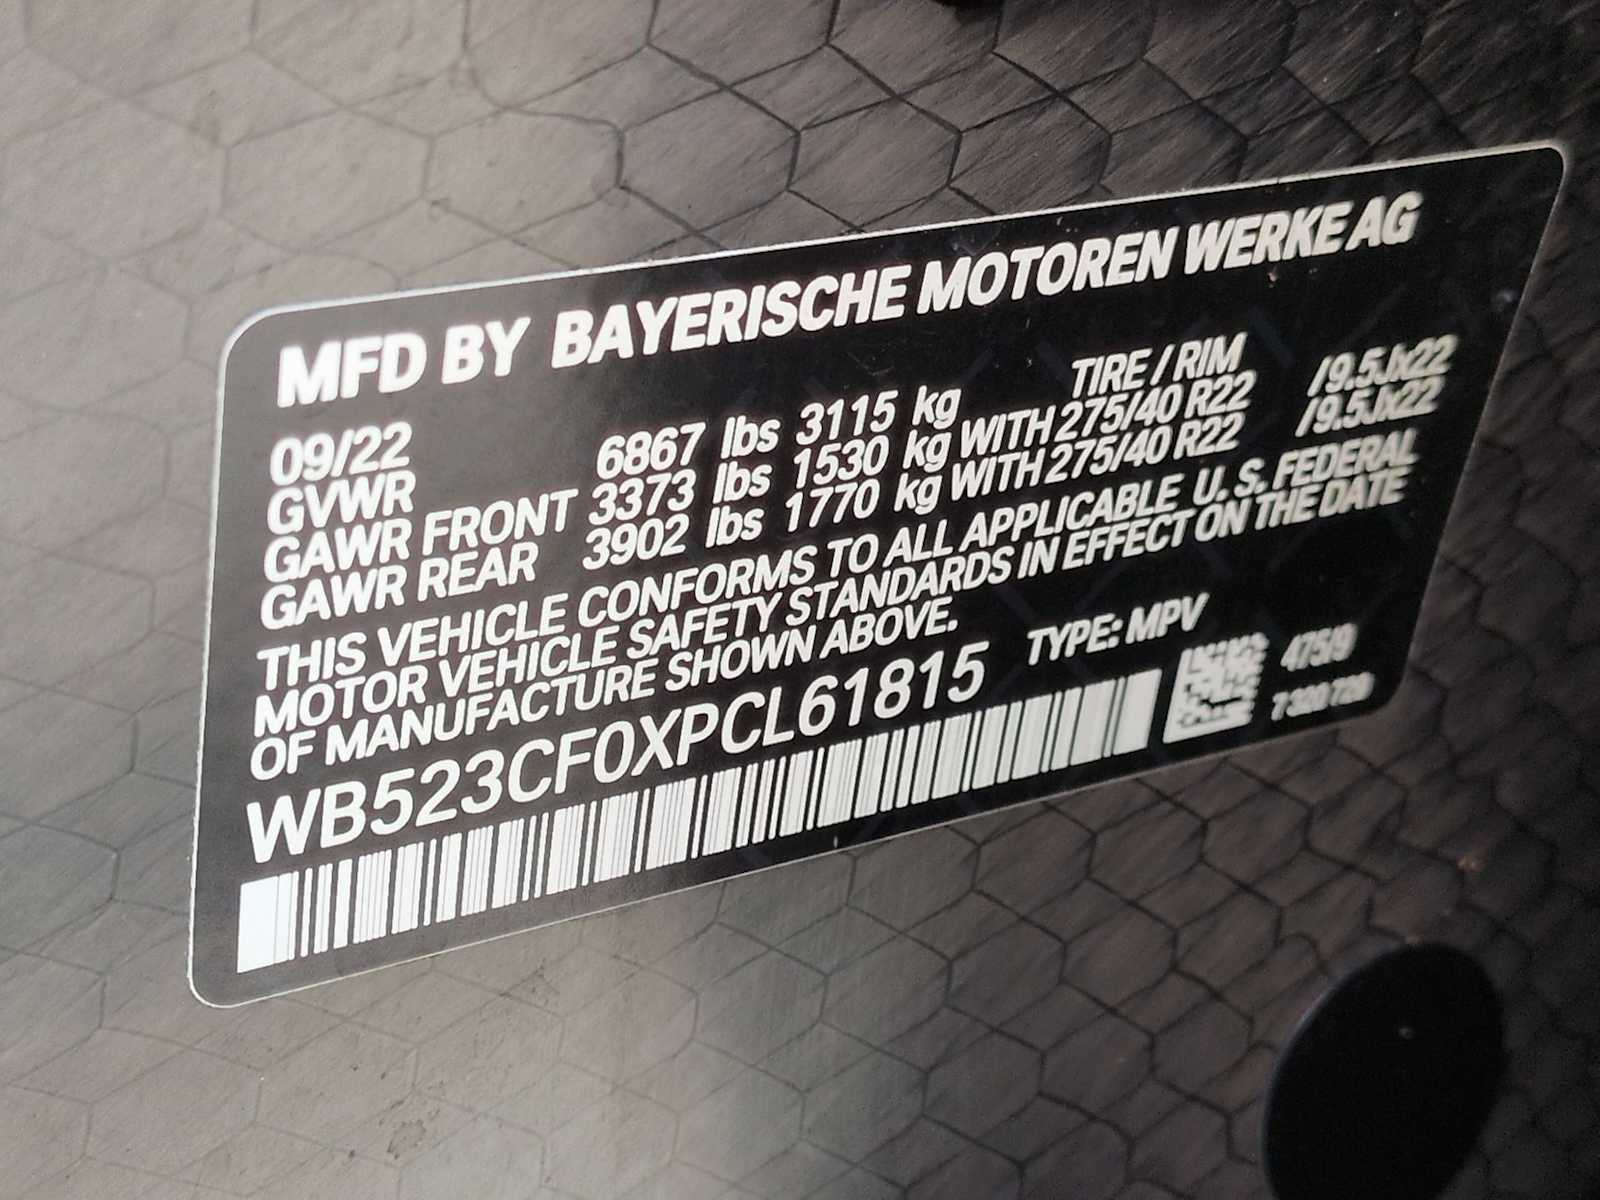 MFD BY BAYERISCHE MOTOREN WERKE AG
09/22 TIRE / RIM
GVWR 6867 lbs 3115 kg
GAWR FRONT 3373 lbs 1530 kg WITH 275/40 R22 /9.5Jx22
GAWR REAR 3902 lbs 1770 kg WITH 275/40 R22 /9.5Jx22
THIS VEHICLE CONFORMS TO ALL APPLICABLE U. S. FEDERAL
MOTOR VEHICLE SAFETY STANDARDS IN EFFECT ON THE DATE
OF MANUFACTURE SHOWN ABOVE.
WB523CF0XPCL61815 TYPE: MPV
475/9